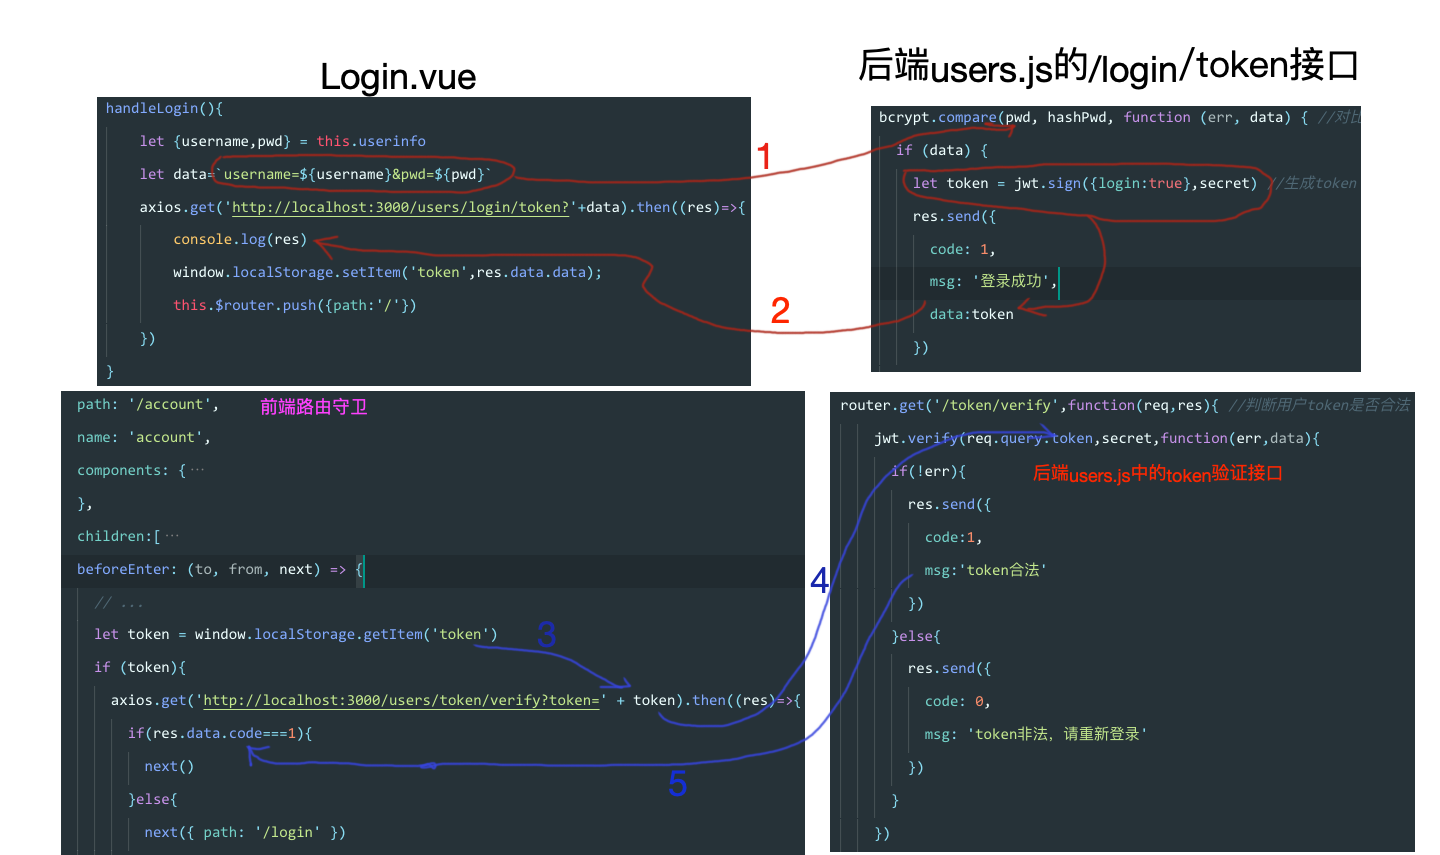 Login.vue
handleLogin(){
let {username,pwd} = this.userinfo
let data=`username=${username}&pwd=${pwd}`
axios.get('http://localhost:3000/users/login/token?'+data).then((res)=>{
console.log(res)
window.localStorage.setItem('token',res.data.data);
this.$router.push({path:'/'})
})
}
1
2
后端users.js的/login/token接口
bcrypt.compare(pwd, hashPwd, function (err, data) { //对比
if (data) {
let token = jwt.sign({login:true},secret) //生成token
res.send({
code: 1,
msg: '登录成功',
data:token
})
path: '/account',
前端路由守卫
name: 'account',
components: {···
},
children:[···
beforeEnter: (to, from, next) => {
// ...
let token = window.localStorage.getItem('token')
3
if (token){
axios.get('http://localhost:3000/users/token/verify?token=' + token).then((res)=>{
if(res.data.code===1){
next()
}else{
next({ path: '/login' })
4
5
router.get('/token/verify',function(req,res){ //判断用户token是否合法
jwt.verify(req.query.token,secret,function(err,data){
if(!err){
后端users.js中的token验证接口
res.send({
code:1,
msg:'token合法'
})
}else{
res.send({
code: 0,
msg: 'token非法，请重新登录'
})
}
})